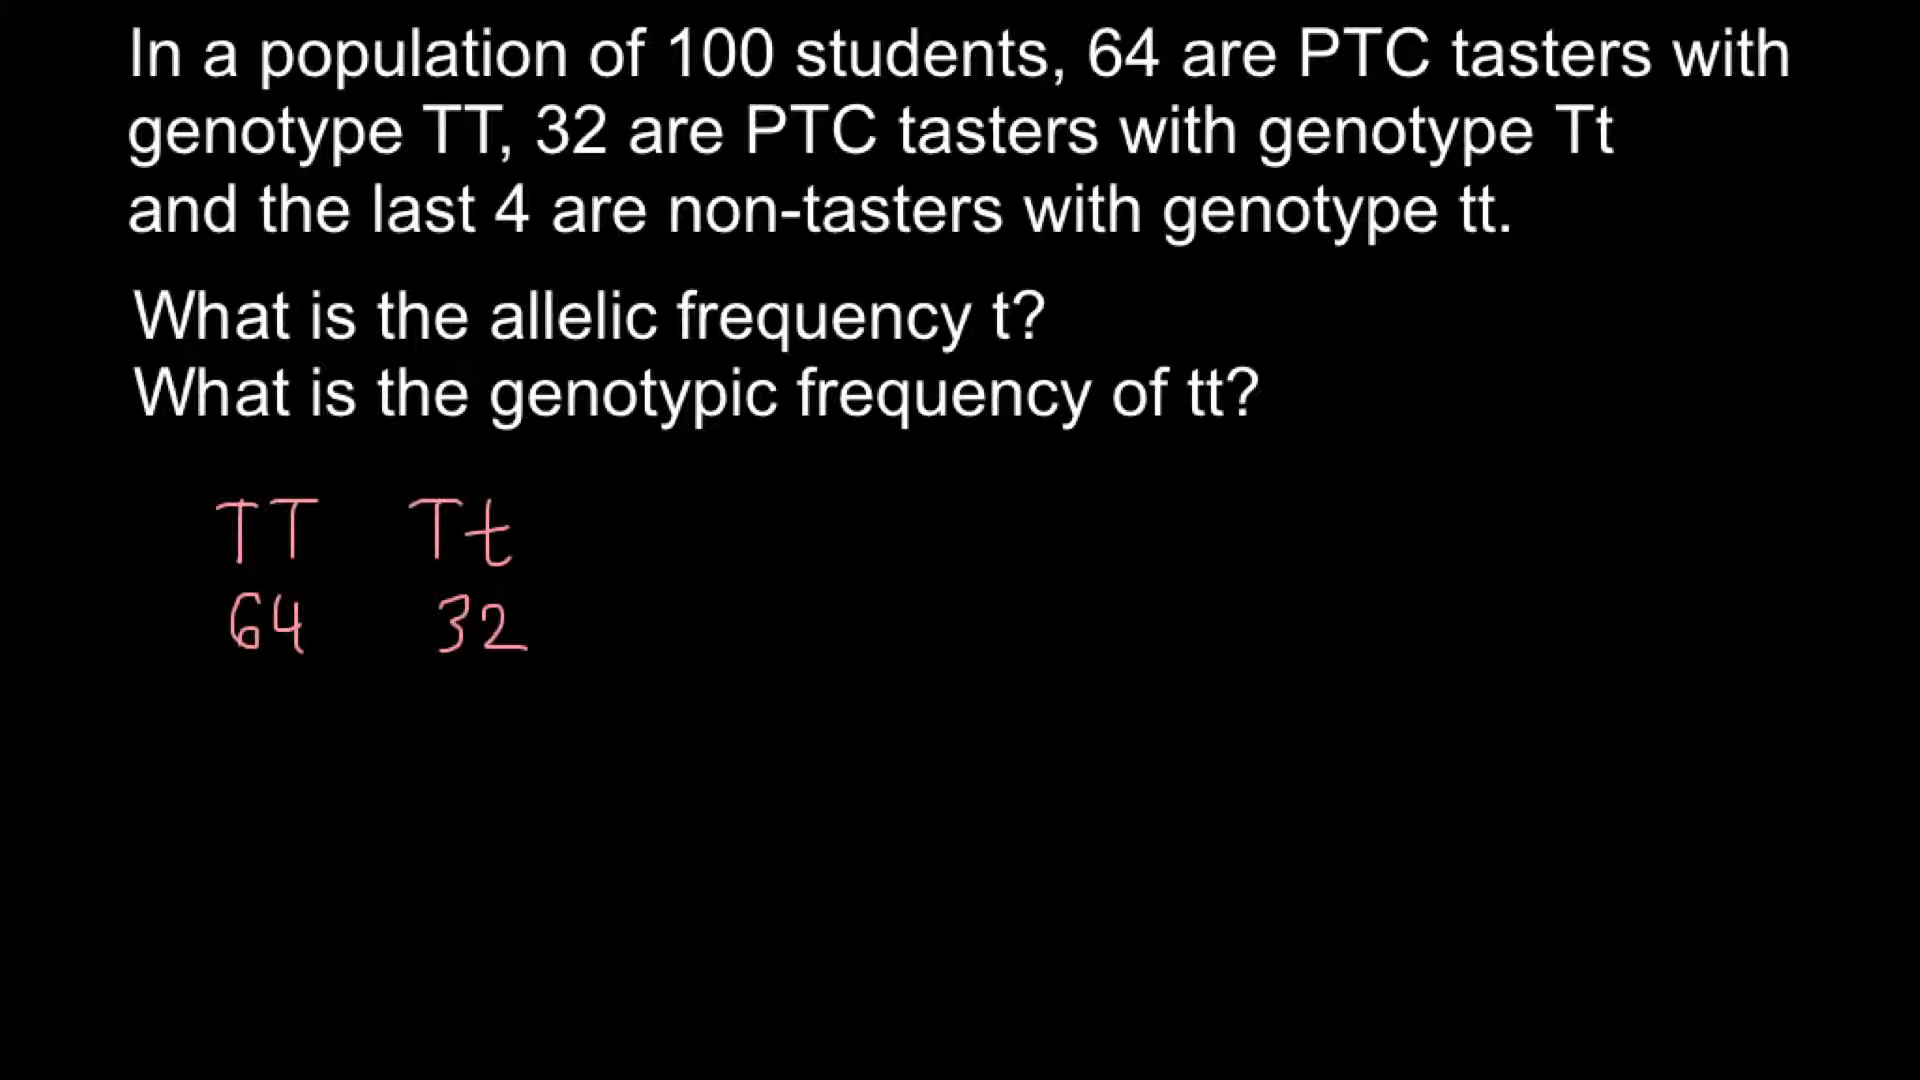 In a population of 100 students, 64 are PTC tasters with
genotype TT, 32 are PTC tasters with genotype Tt
and the last 4 are non-tasters with genotype tt.
What is the allelic frequency t?
What is the genotypic frequency of tt?
TT Tt
64 32